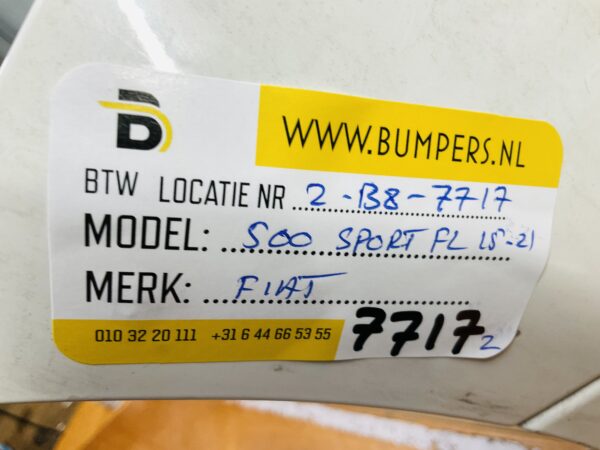 B
WWW.BUMPERS.NL
BTW LOCATIE NR 2-B8-7717
MODEL: 500 SPORT FL 15-21
MERK: FIAT
010 32 20 111 +31 6 44 66 53 55
7717 2